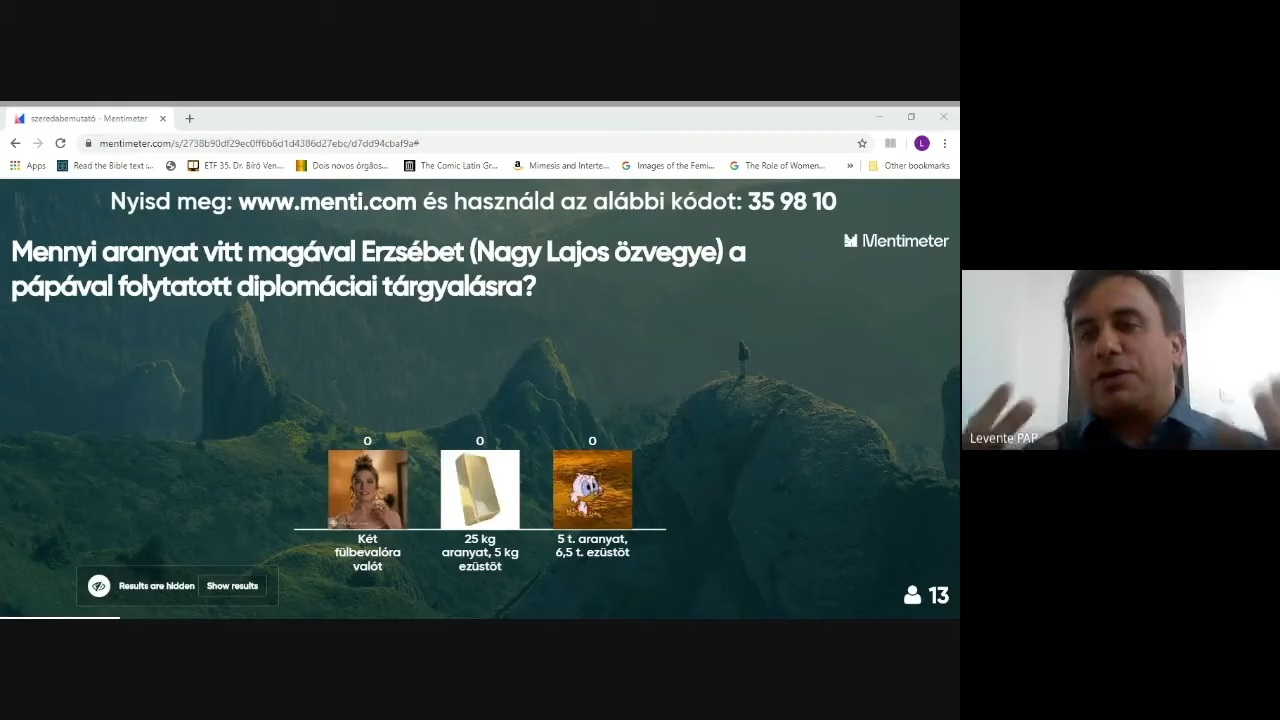 szeredabemutató - Mentimeter
mentimeter.com/s/2738b90df29ec0ff6b6d1d4386d27ebc/d7dd94cbaf9a#
L
Apps
Read the Bible text :...
ETF 35. Dr. Bíró Ven...
Dois novos órgãos...
The Comic Latin Gr...
Mimesis and Interte...
Images of the Femi...
The Role of Women...
Other bookmarks
Nyisd meg: www.menti.com és használd az alábbi kódot: 35 98 10
Mentimeter
Mennyi aranyat vitt magával Erzsébet (Nagy Lajos özvegye) a
pápával folytatott diplomáciai tárgyalásra?
0
0
0
Két
fülbevalóra
valót
25 kg
aranyat, 5 kg
ezüstöt
5 t. aranyat,
6,5 t. ezüstöt
Results are hidden
Show results
13
Levente PAP